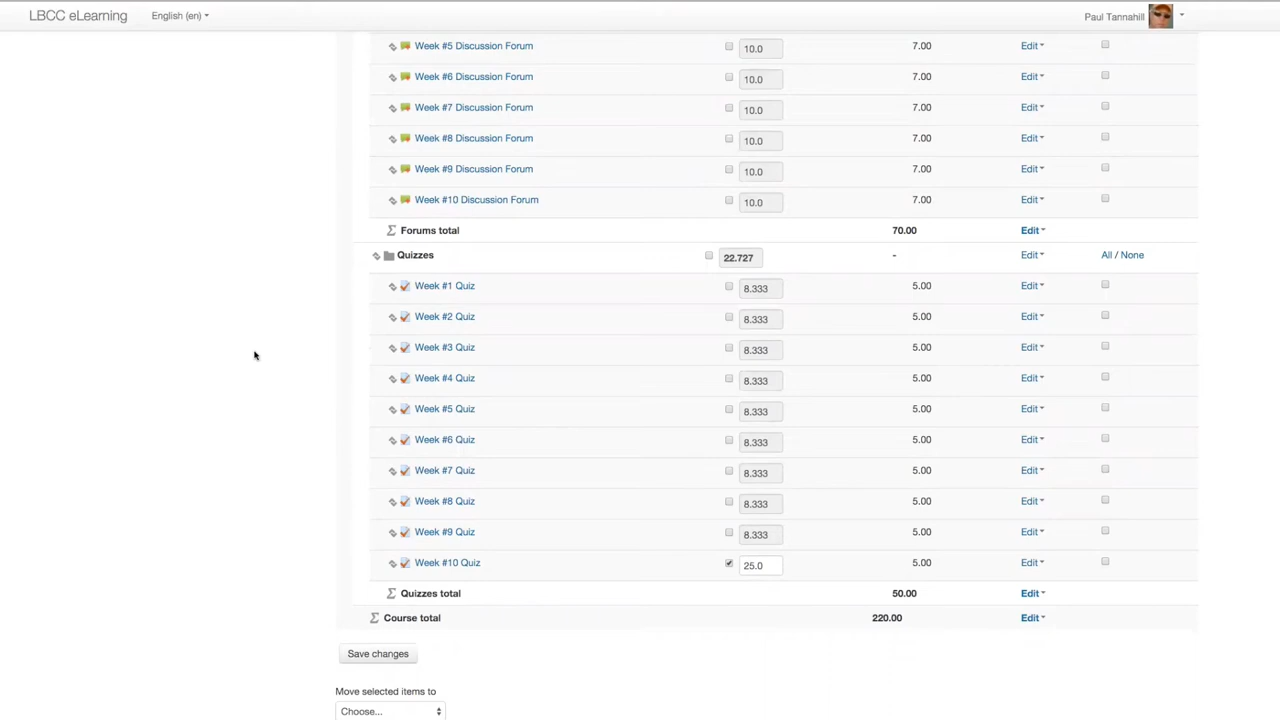 LBCC eLearning English (en) Paul Tannahill
Week #5 Discussion Forum 10.0 7.00 Edit
Week #6 Discussion Forum 10.0 7.00 Edit
Week #7 Discussion Forum 10.0 7.00 Edit
Week #8 Discussion Forum 10.0 7.00 Edit
Week #9 Discussion Forum 10.0 7.00 Edit
Week #10 Discussion Forum 10.0 7.00 Edit
Σ Forums total 70.00 Edit
Quizzes 22.727 - Edit All / None
Week #1 Quiz 8.333 5.00 Edit
Week #2 Quiz 8.333 5.00 Edit
Week #3 Quiz 8.333 5.00 Edit
Week #4 Quiz 8.333 5.00 Edit
Week #5 Quiz 8.333 5.00 Edit
Week #6 Quiz 8.333 5.00 Edit
Week #7 Quiz 8.333 5.00 Edit
Week #8 Quiz 8.333 5.00 Edit
Week #9 Quiz 8.333 5.00 Edit
Week #10 Quiz 25.0 5.00 Edit
Σ Quizzes total 50.00 Edit
Σ Course total 220.00 Edit
Save changes
Move selected items to
Choose...